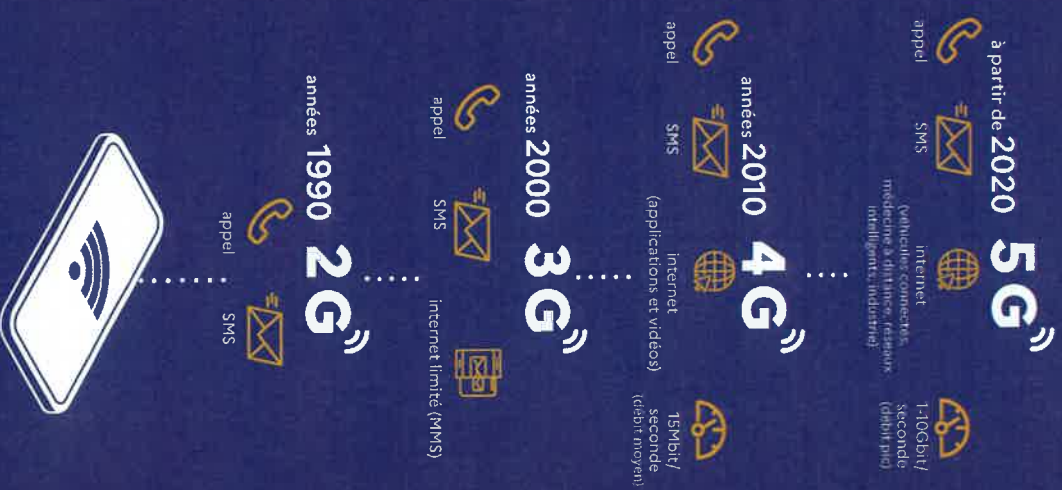 à partir de 2020 5G
appel
SMS
internet
(véhicules connectés,
médecine à distance, réseaux
intelligents, industrie)
1-10Gbit/
seconde
(débit pic)
années 2010 4G
appel
SMS
internet
(applications et vidéos)
15Mbit/
seconde
(débit moyen)
années 2000 3G
appel
SMS
internet limité (MMS)
années 1990 2G
appel
SMS